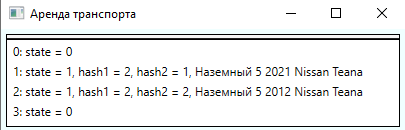 Аренда транспорта
0: state = 0
1: state = 1, hash1 = 2, hash2 = 1, Наземный 5 2021 Nissan Teana
2: state = 1, hash1 = 2, hash2 = 2, Наземный 5 2012 Nissan Teana
3: state = 0